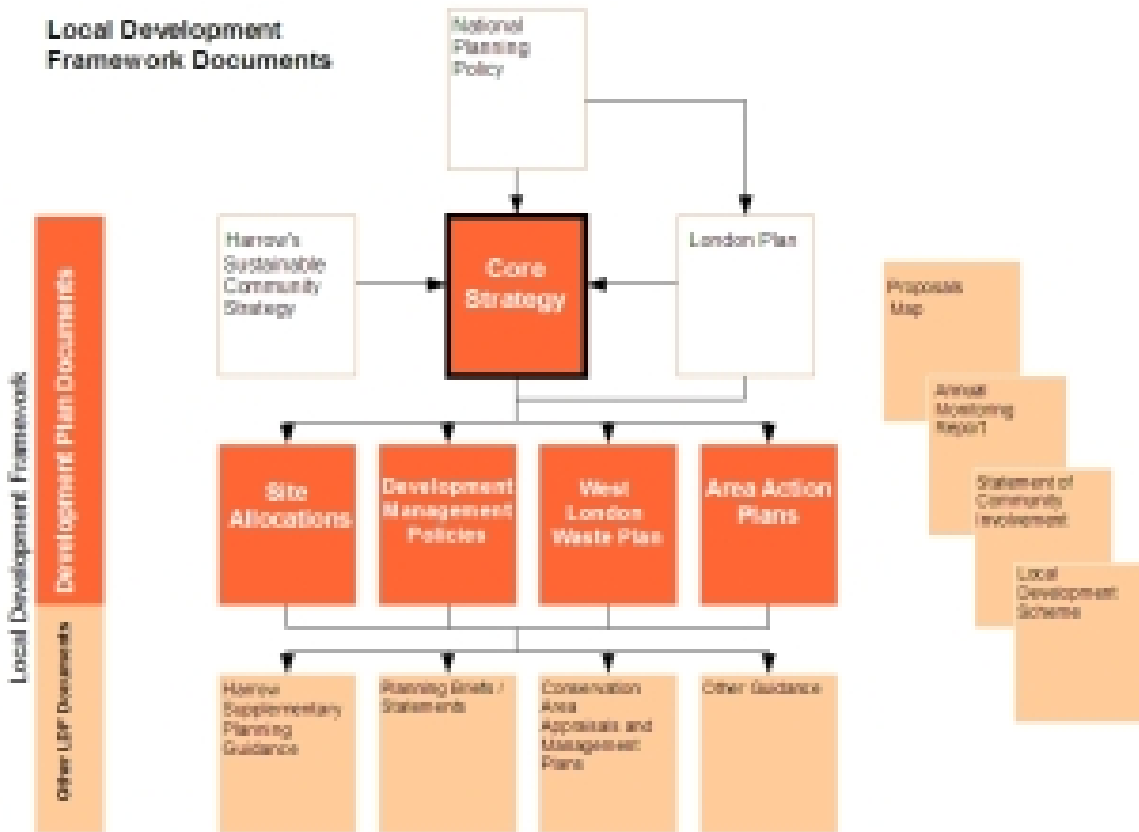 Local Development
Framework Documents
National
Planning
Policy
Harrow's
Sustainable
Community
Strategy
Core
Strategy
London Plan
Proposals
Map
Annual
Monitoring
Report
Statement of
Community
Involvement
Local
Development
Scheme
Site
Allocations
Development
Management
Policies
West
London
Waste Plan
Area Action
Plans
Harrow
Supplementary
Planning
Guidance
Planning Briefs /
Statements
Conservation
Area
Appraisals and
Management
Plans
Other Guidance
Local Development Framework
Development Plan Documents
Other LDF Documents